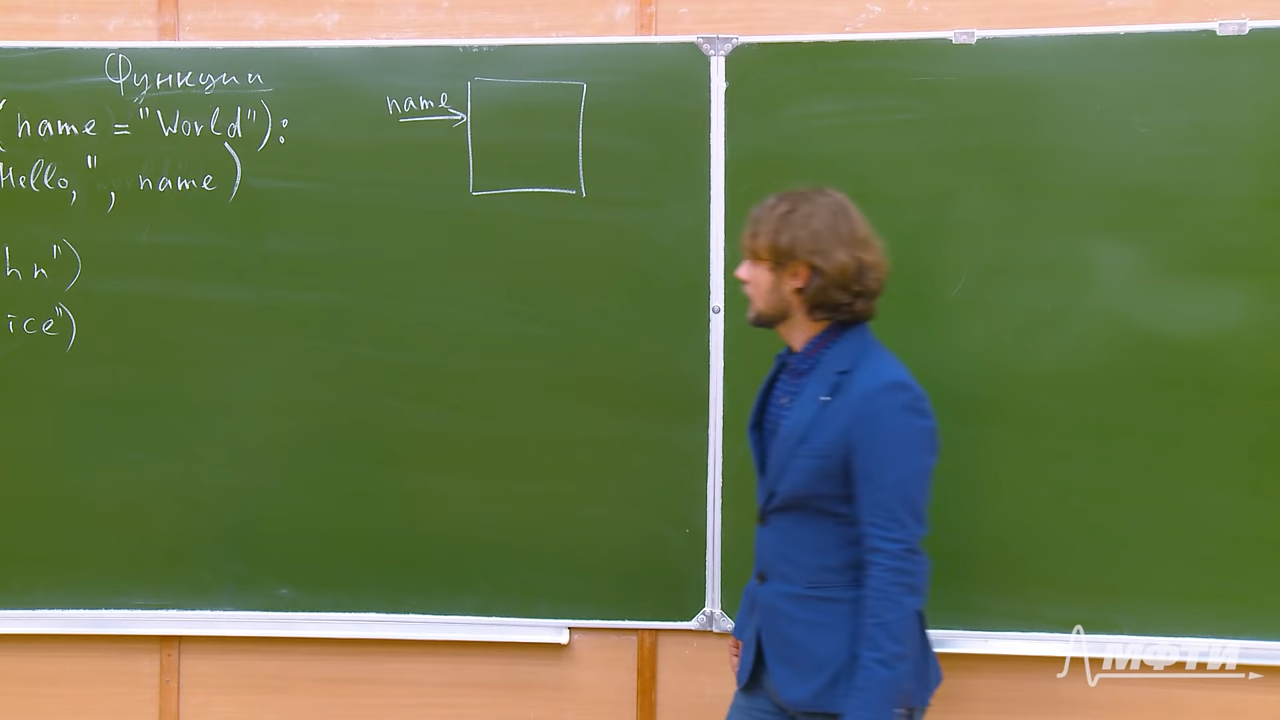 Функции
(name = "World"):
Hello,", name)
hn")
ice")
name
МФТИ